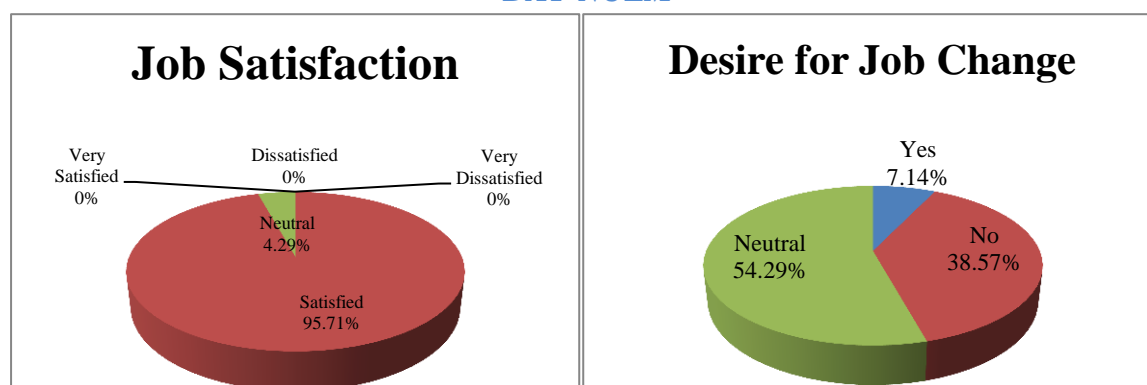 Job Satisfaction
Very
Satisfied
0%
Dissatisfied
0%
Very
Dissatisfied
0%
Neutral
4.29%
Satisfied
95.71%
Desire for Job Change
Yes
7.14%
No
38.57%
Neutral
54.29%